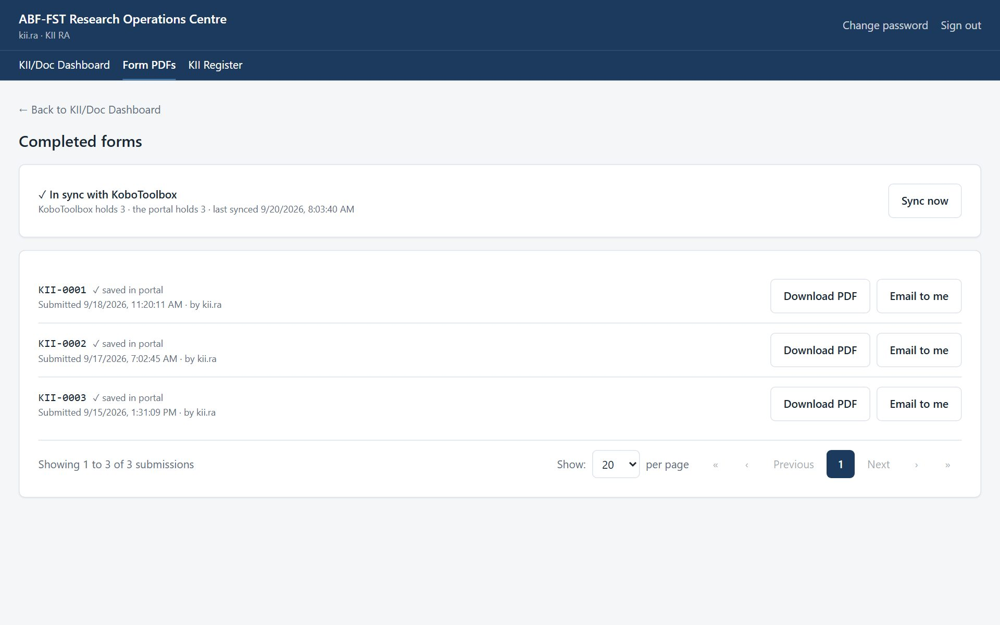 ABF-FST Research Operations Centre
kii.ra · KII RA
Change password Sign out
KII/Doc Dashboard Form PDFs KII Register
← Back to KII/Doc Dashboard
Completed forms
✓ In sync with KoboToolbox
KoboToolbox holds 3 · the portal holds 3 · last synced 9/20/2026, 8:03:40 AM
Sync now
KII-0001 ✓ saved in portal
Submitted 9/18/2026, 11:20:11 AM · by kii.ra
Download PDF Email to me
KII-0002 ✓ saved in portal
Submitted 9/17/2026, 7:02:45 AM · by kii.ra
Download PDF Email to me
KII-0003 ✓ saved in portal
Submitted 9/15/2026, 1:31:09 PM · by kii.ra
Download PDF Email to me
Showing 1 to 3 of 3 submissions Show: 20 per page « ‹ Previous 1 Next › »